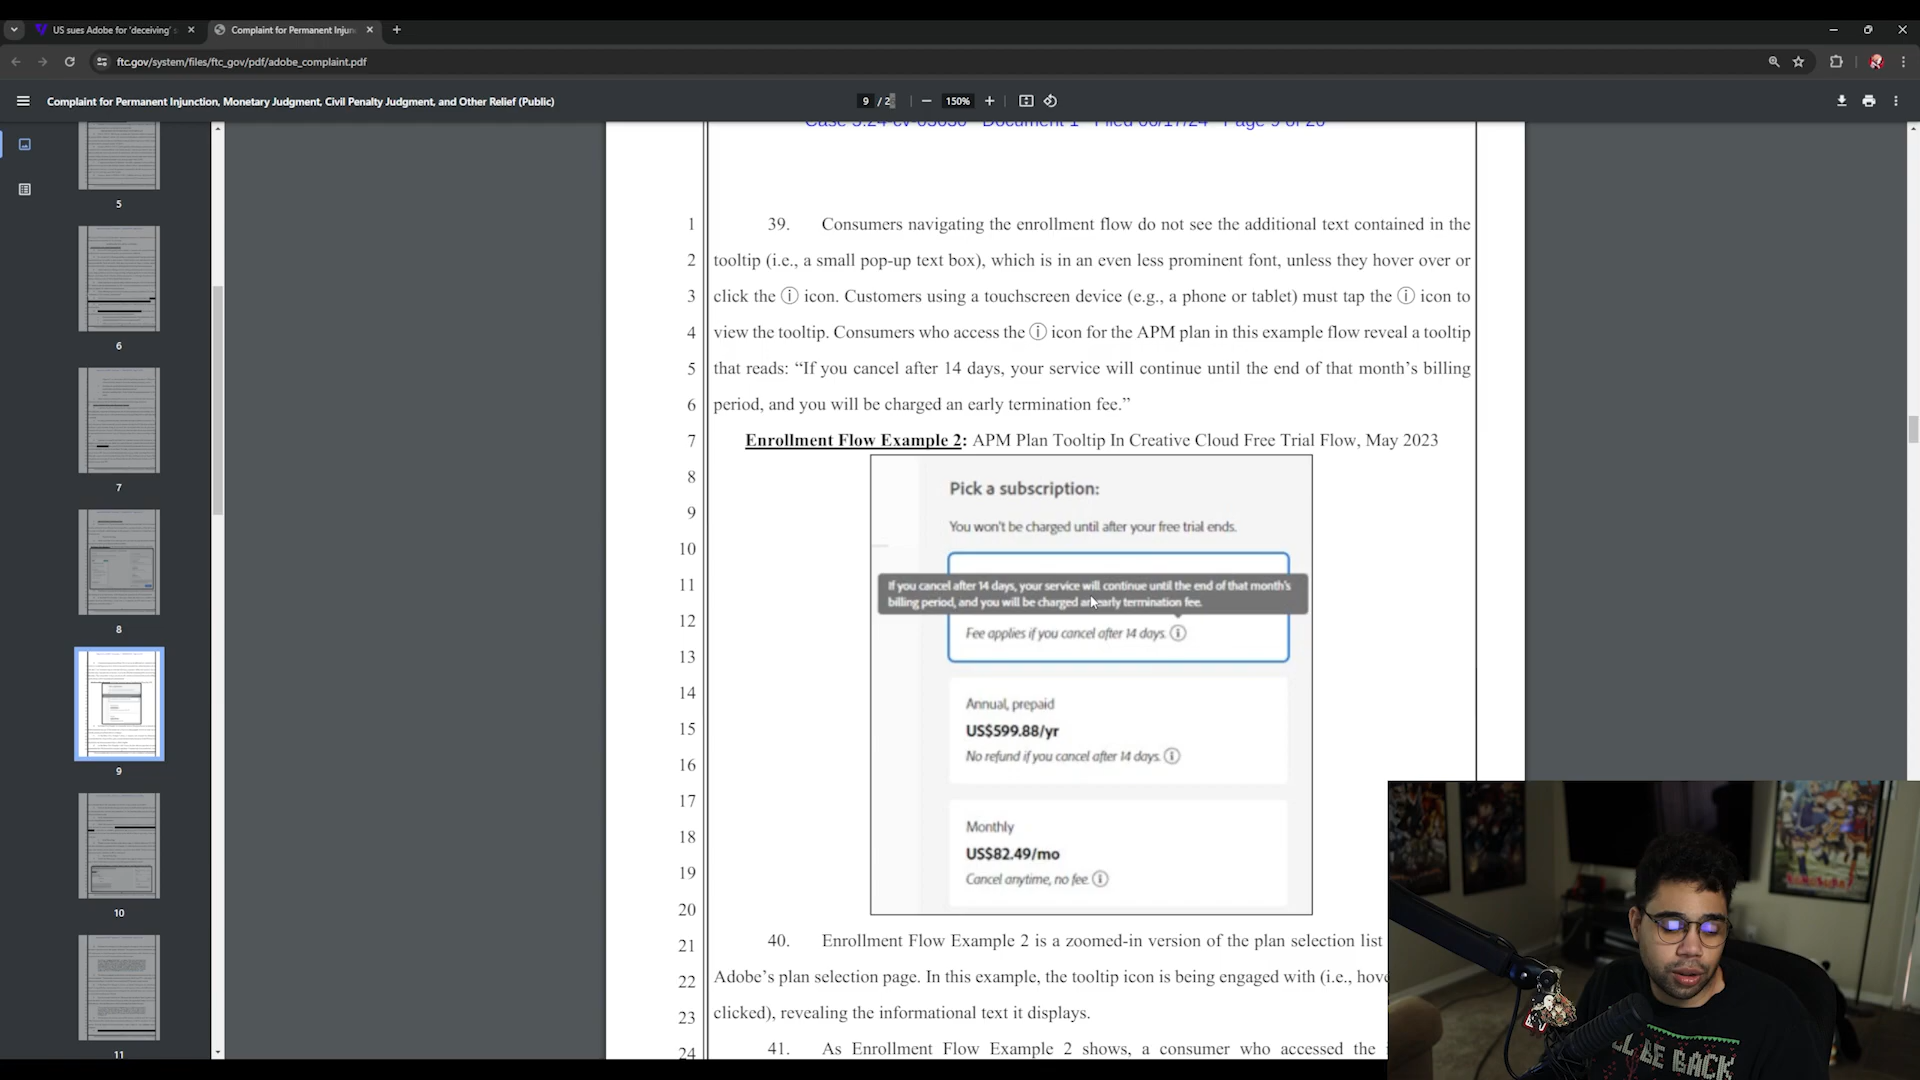 US sues Adobe for 'deceiving' s
Complaint for Permanent Injun
ftc.gov/system/files/ftc_gov/pdf/adobe_complaint.pdf
Complaint for Permanent Injunction, Monetary Judgment, Civil Penalty Judgment, and Other Relief (Public)
9 / 2
150%
5
6
7
8
9
10
11
Case Document 1 Filed 06/17/24 Page 9 of 26
1 39. Consumers navigating the enrollment flow do not see the additional text contained in the
2 tooltip (i.e., a small pop-up text box), which is in an even less prominent font, unless they hover over or
3 click the ⓘ icon. Customers using a touchscreen device (e.g., a phone or tablet) must tap the ⓘ icon to
4 view the tooltip. Consumers who access the ⓘ icon for the APM plan in this example flow reveal a tooltip
5 that reads: “If you cancel after 14 days, your service will continue until the end of that month’s billing
6 period, and you will be charged an early termination fee.”
7 Enrollment Flow Example 2: APM Plan Tooltip In Creative Cloud Free Trial Flow, May 2023
8 Pick a subscription:
9 You won't be charged until after your free trial ends.
10
11 If you cancel after 14 days, your service will continue until the end of that month's
billing period, and you will be charged an early termination fee.
12 Fee applies if you cancel after 14 days. ⓘ
13
14 Annual, prepaid
15 US$599.88/yr
16 No refund if you cancel after 14 days. ⓘ
17
18 Monthly
US$82.49/mo
19 Cancel anytime, no fee. ⓘ
20
21 40. Enrollment Flow Example 2 is a zoomed-in version of the plan selection list
22 Adobe’s plan selection page. In this example, the tooltip icon is being engaged with (i.e., hove
23 clicked), revealing the informational text it displays.
24 41. As Enrollment Flow Example 2 shows, a consumer who accessed the
BE BACK